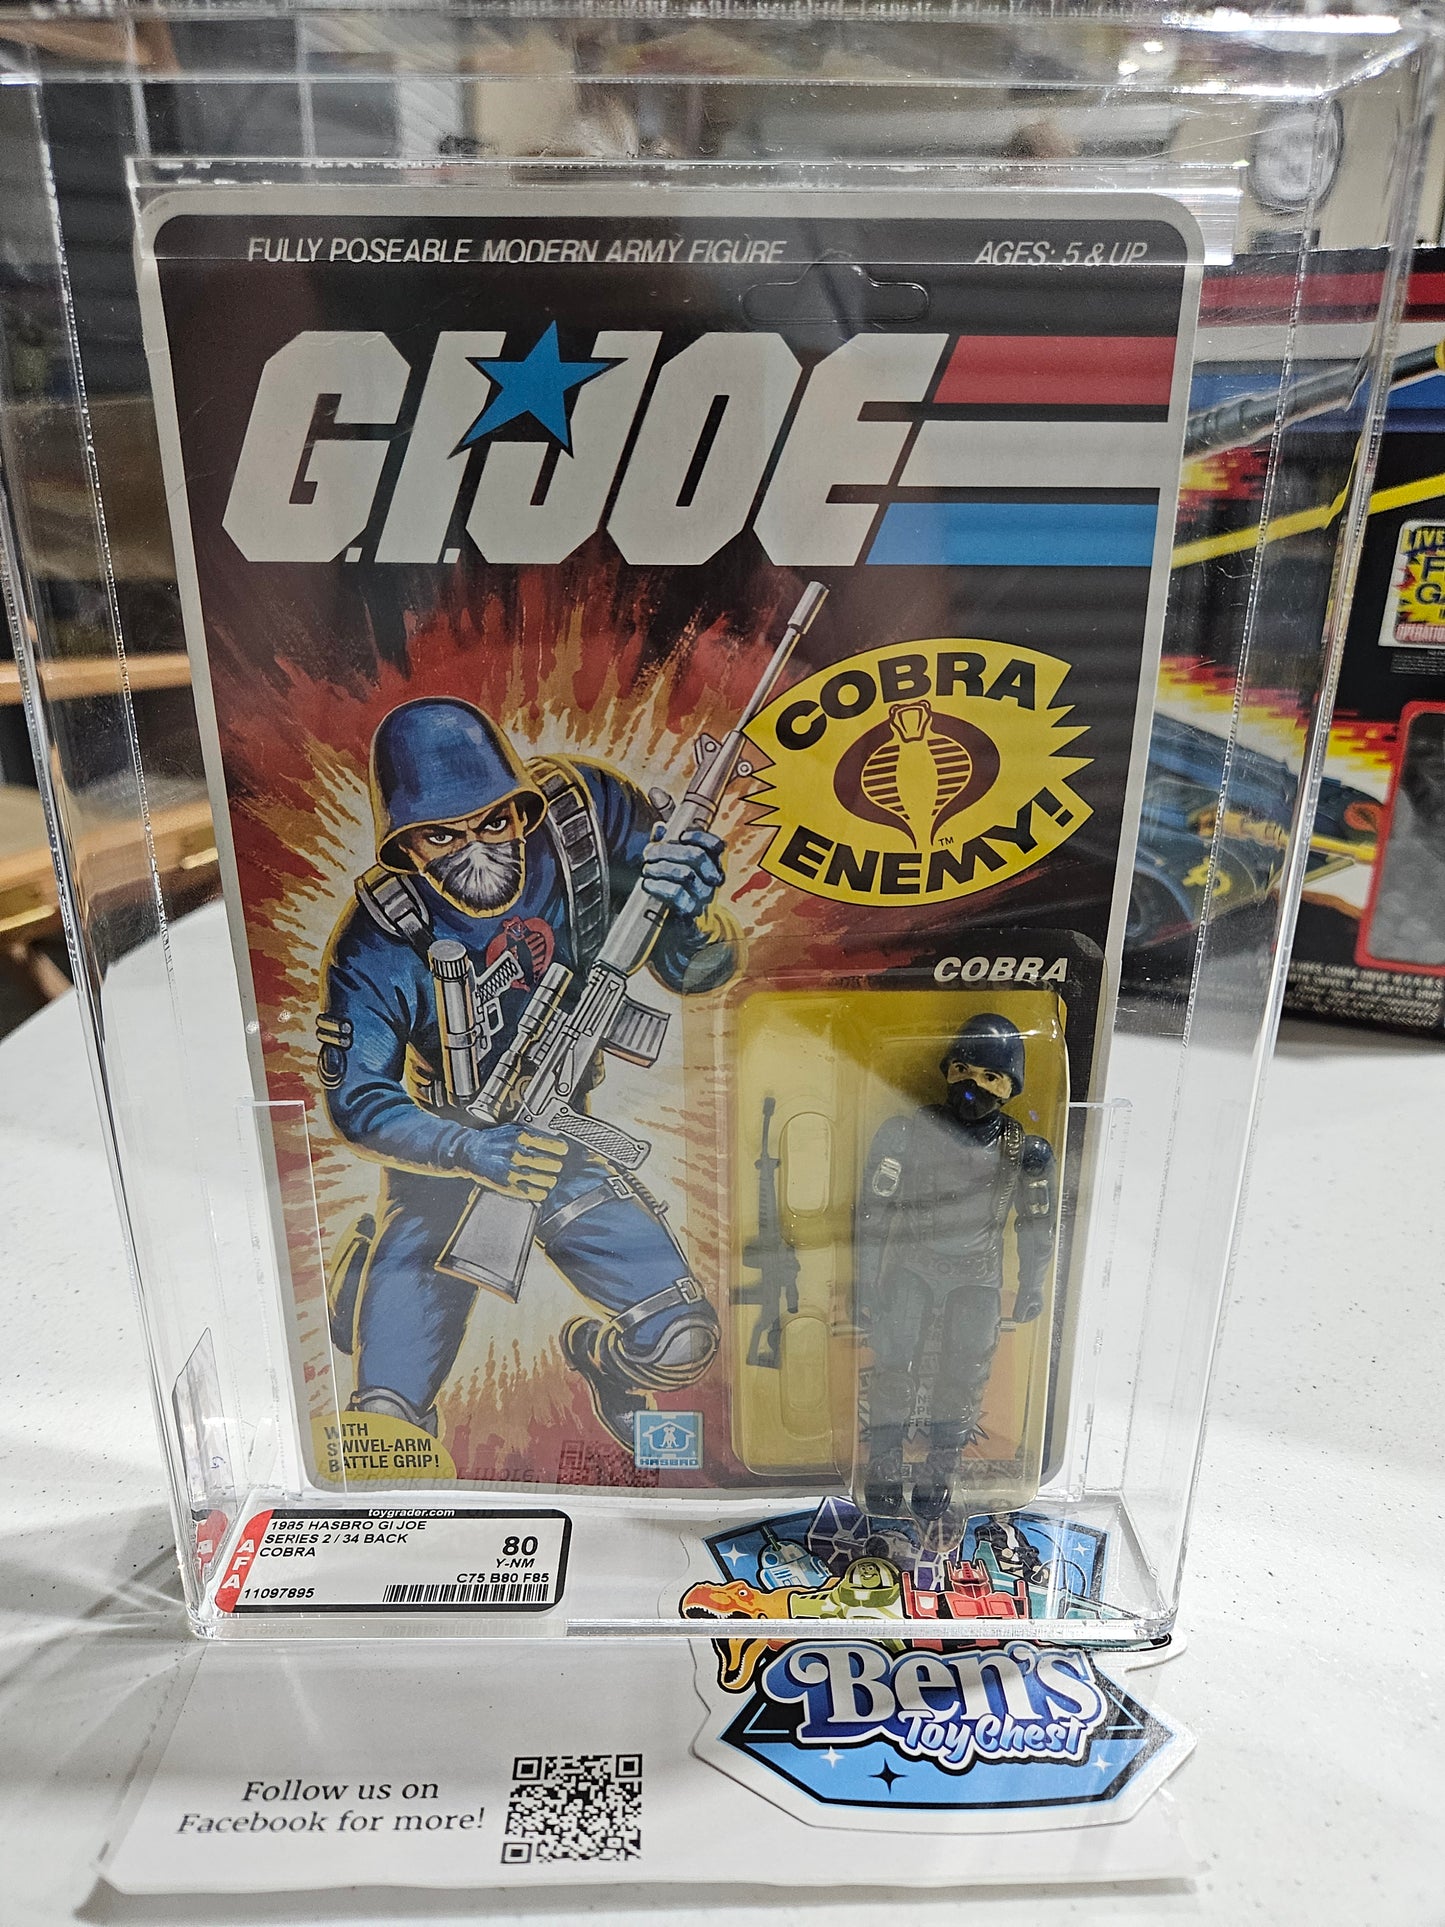 FULLY POSEABLE MODERN ARMY FIGURE
AGES: 5 & UP
G.I.JOE
COBRA
ENEMY!
TM
COBRA
WITH
SWIVEL-ARM
BATTLE GRIP!
HASBRO
toygrader.com
AFA
1985 HASBRO GI JOE
SERIES 2 / 34 BACK
COBRA
80
Y-NM
C75 B80 F85
11097895
Ben's
Toy Chest
Follow us on
Facebook for more!
LIVE